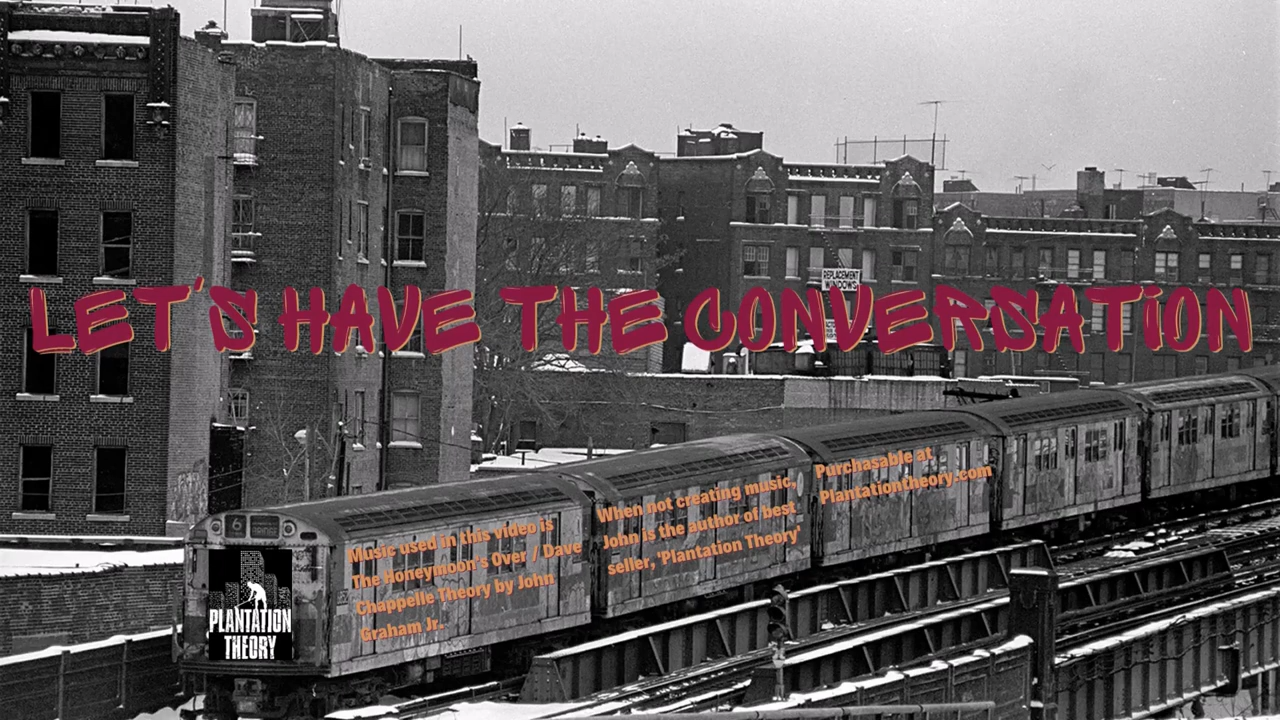 REPLACEMENT
WINDOWS
LET'S HAVE THE CONVERSATION
6
Music used in this video is
The Honeymoon's Over / Dave
Chappelle Theory by John
Graham Jr.
When not creating music,
John is the author of best
seller, 'Plantation Theory'
Purchasable at
Plantationtheory.com
PLANTATION
THEORY